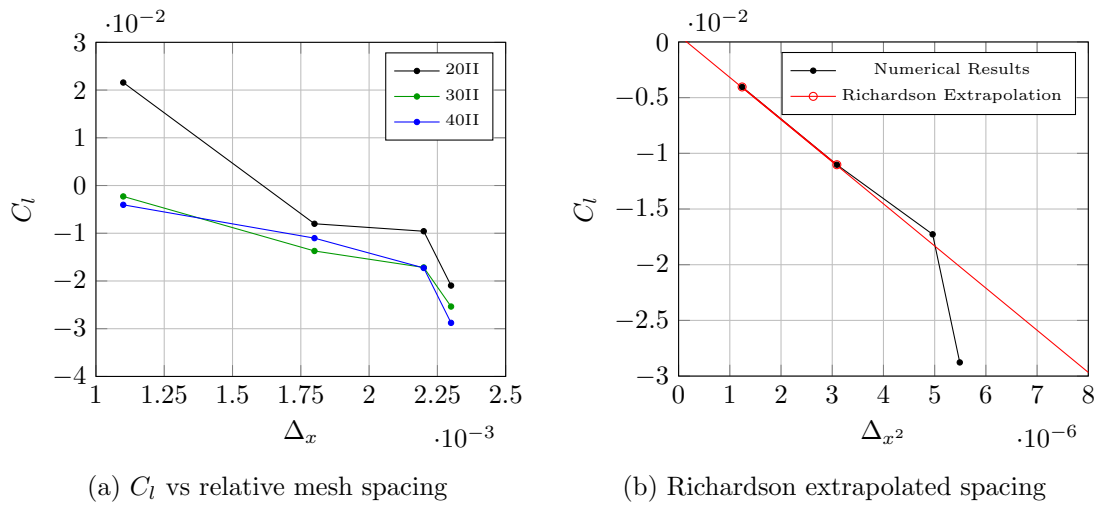 ·10⁻²
3
2
1
0
−1
−2
−3
−4
C_l
1 1.25 1.5 1.75 2 2.25 2.5
Δ_x
·10⁻³
20II
30II
40II
(a) C_l vs relative mesh spacing
·10⁻²
0
−0.5
−1
−1.5
−2
−2.5
−3
C_l
0 1 2 3 4 5 6 7 8
Δ_{x²}
·10⁻⁶
Numerical Results
Richardson Extrapolation
(b) Richardson extrapolated spacing